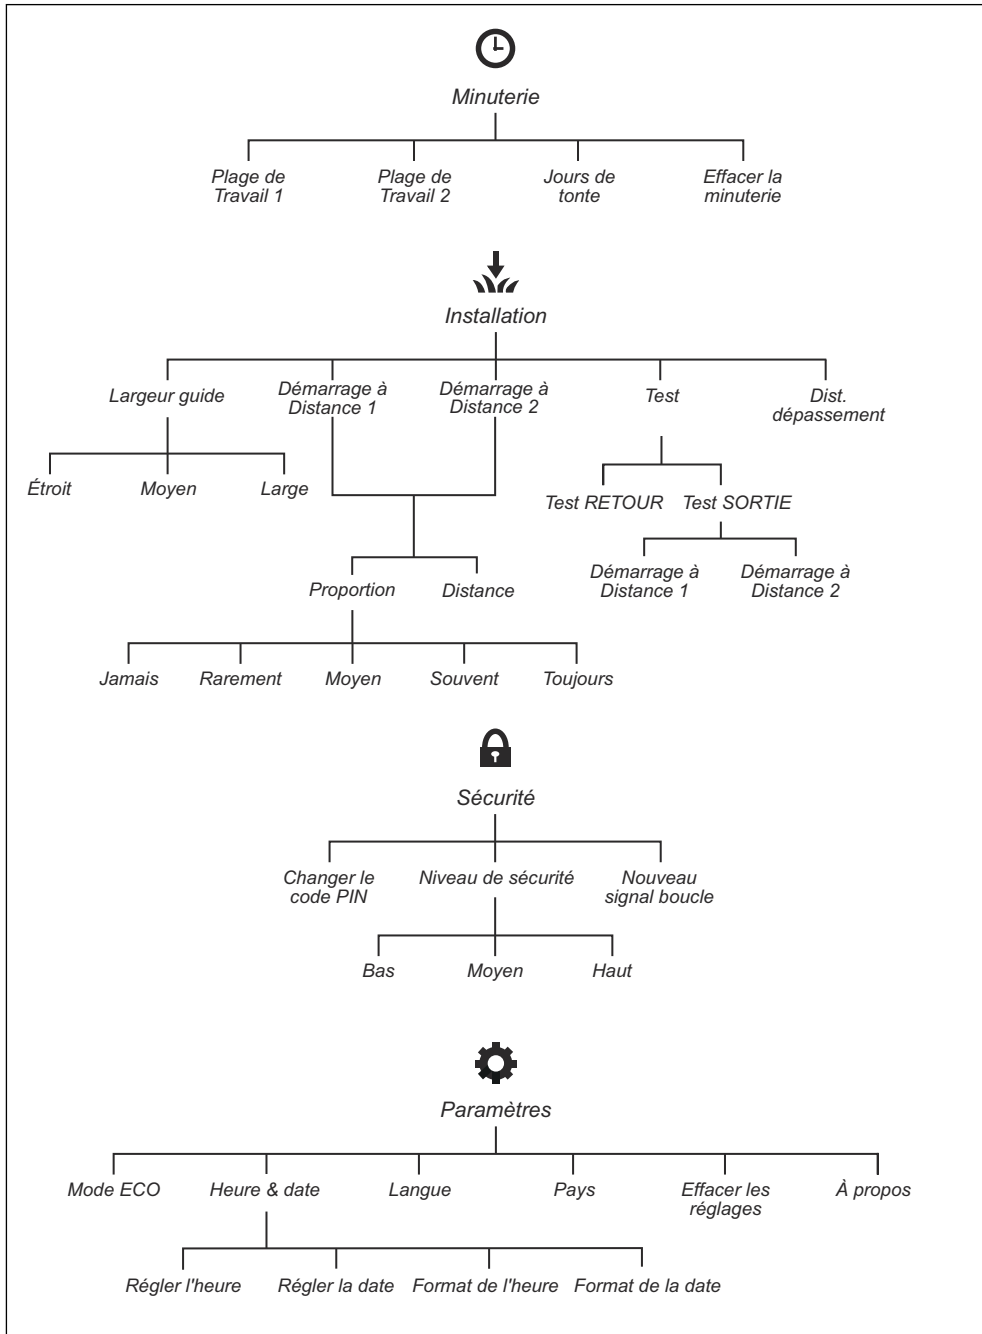 Minuterie
Plage de
Travail 1
Plage de
Travail 2
Jours de
tonte
Effacer la
minuterie
Installation
Largeur guide
Démarrage à
Distance 1
Démarrage à
Distance 2
Test
Dist.
dépassement
Étroit
Moyen
Large
Test RETOUR
Test SORTIE
Démarrage à
Distance 1
Démarrage à
Distance 2
Proportion
Distance
Jamais
Rarement
Moyen
Souvent
Toujours
Sécurité
Changer le
code PIN
Niveau de sécurité
Nouveau
signal boucle
Bas
Moyen
Haut
Paramètres
Mode ECO
Heure & date
Langue
Pays
Effacer les
réglages
À propos
Régler l'heure
Régler la date
Format de l'heure
Format de la date